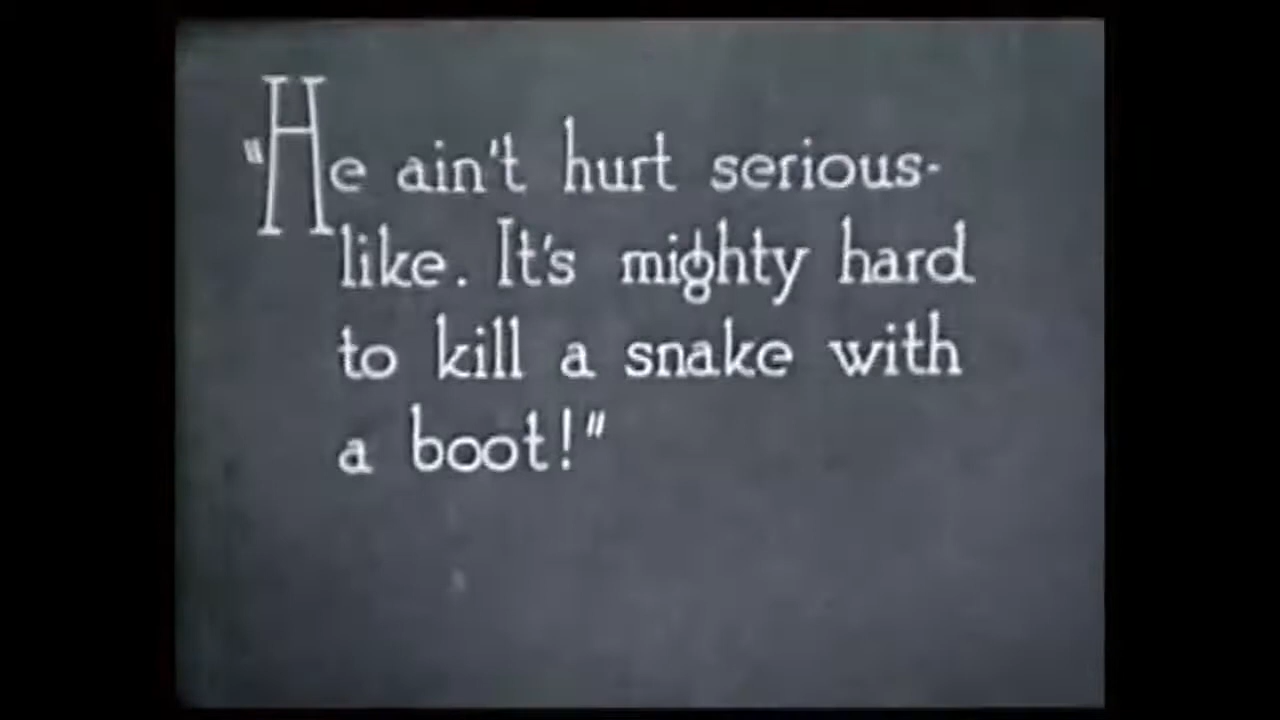 "He ain't hurt serious-
like. It's mighty hard
to kill a snake with
a boot!"